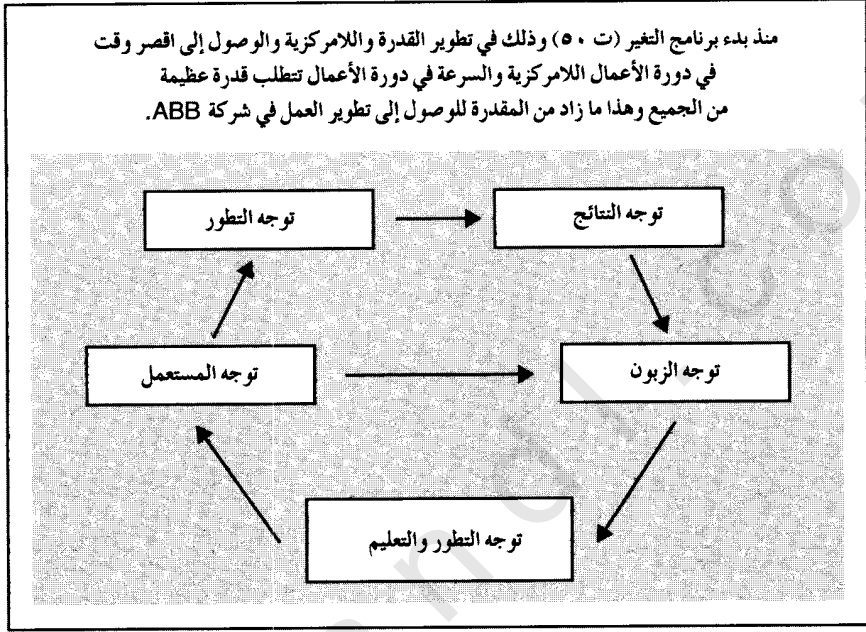 منذ بدء برنامج التغير (ت ٥٠) وذلك في تطوير القدرة واللامركزية والوصول إلى اقصر وقت
في دورة الأعمال اللامركزية والسرعة في دورة الأعمال تتطلب قدرة عظيمة
من الجميع وهذا ما زاد من المقدرة للوصول إلى تطوير العمل في شركة ABB.
توجه النتائج
توجه التطور
توجه الزبون
توجه المستعمل
توجه التطور والتعليم